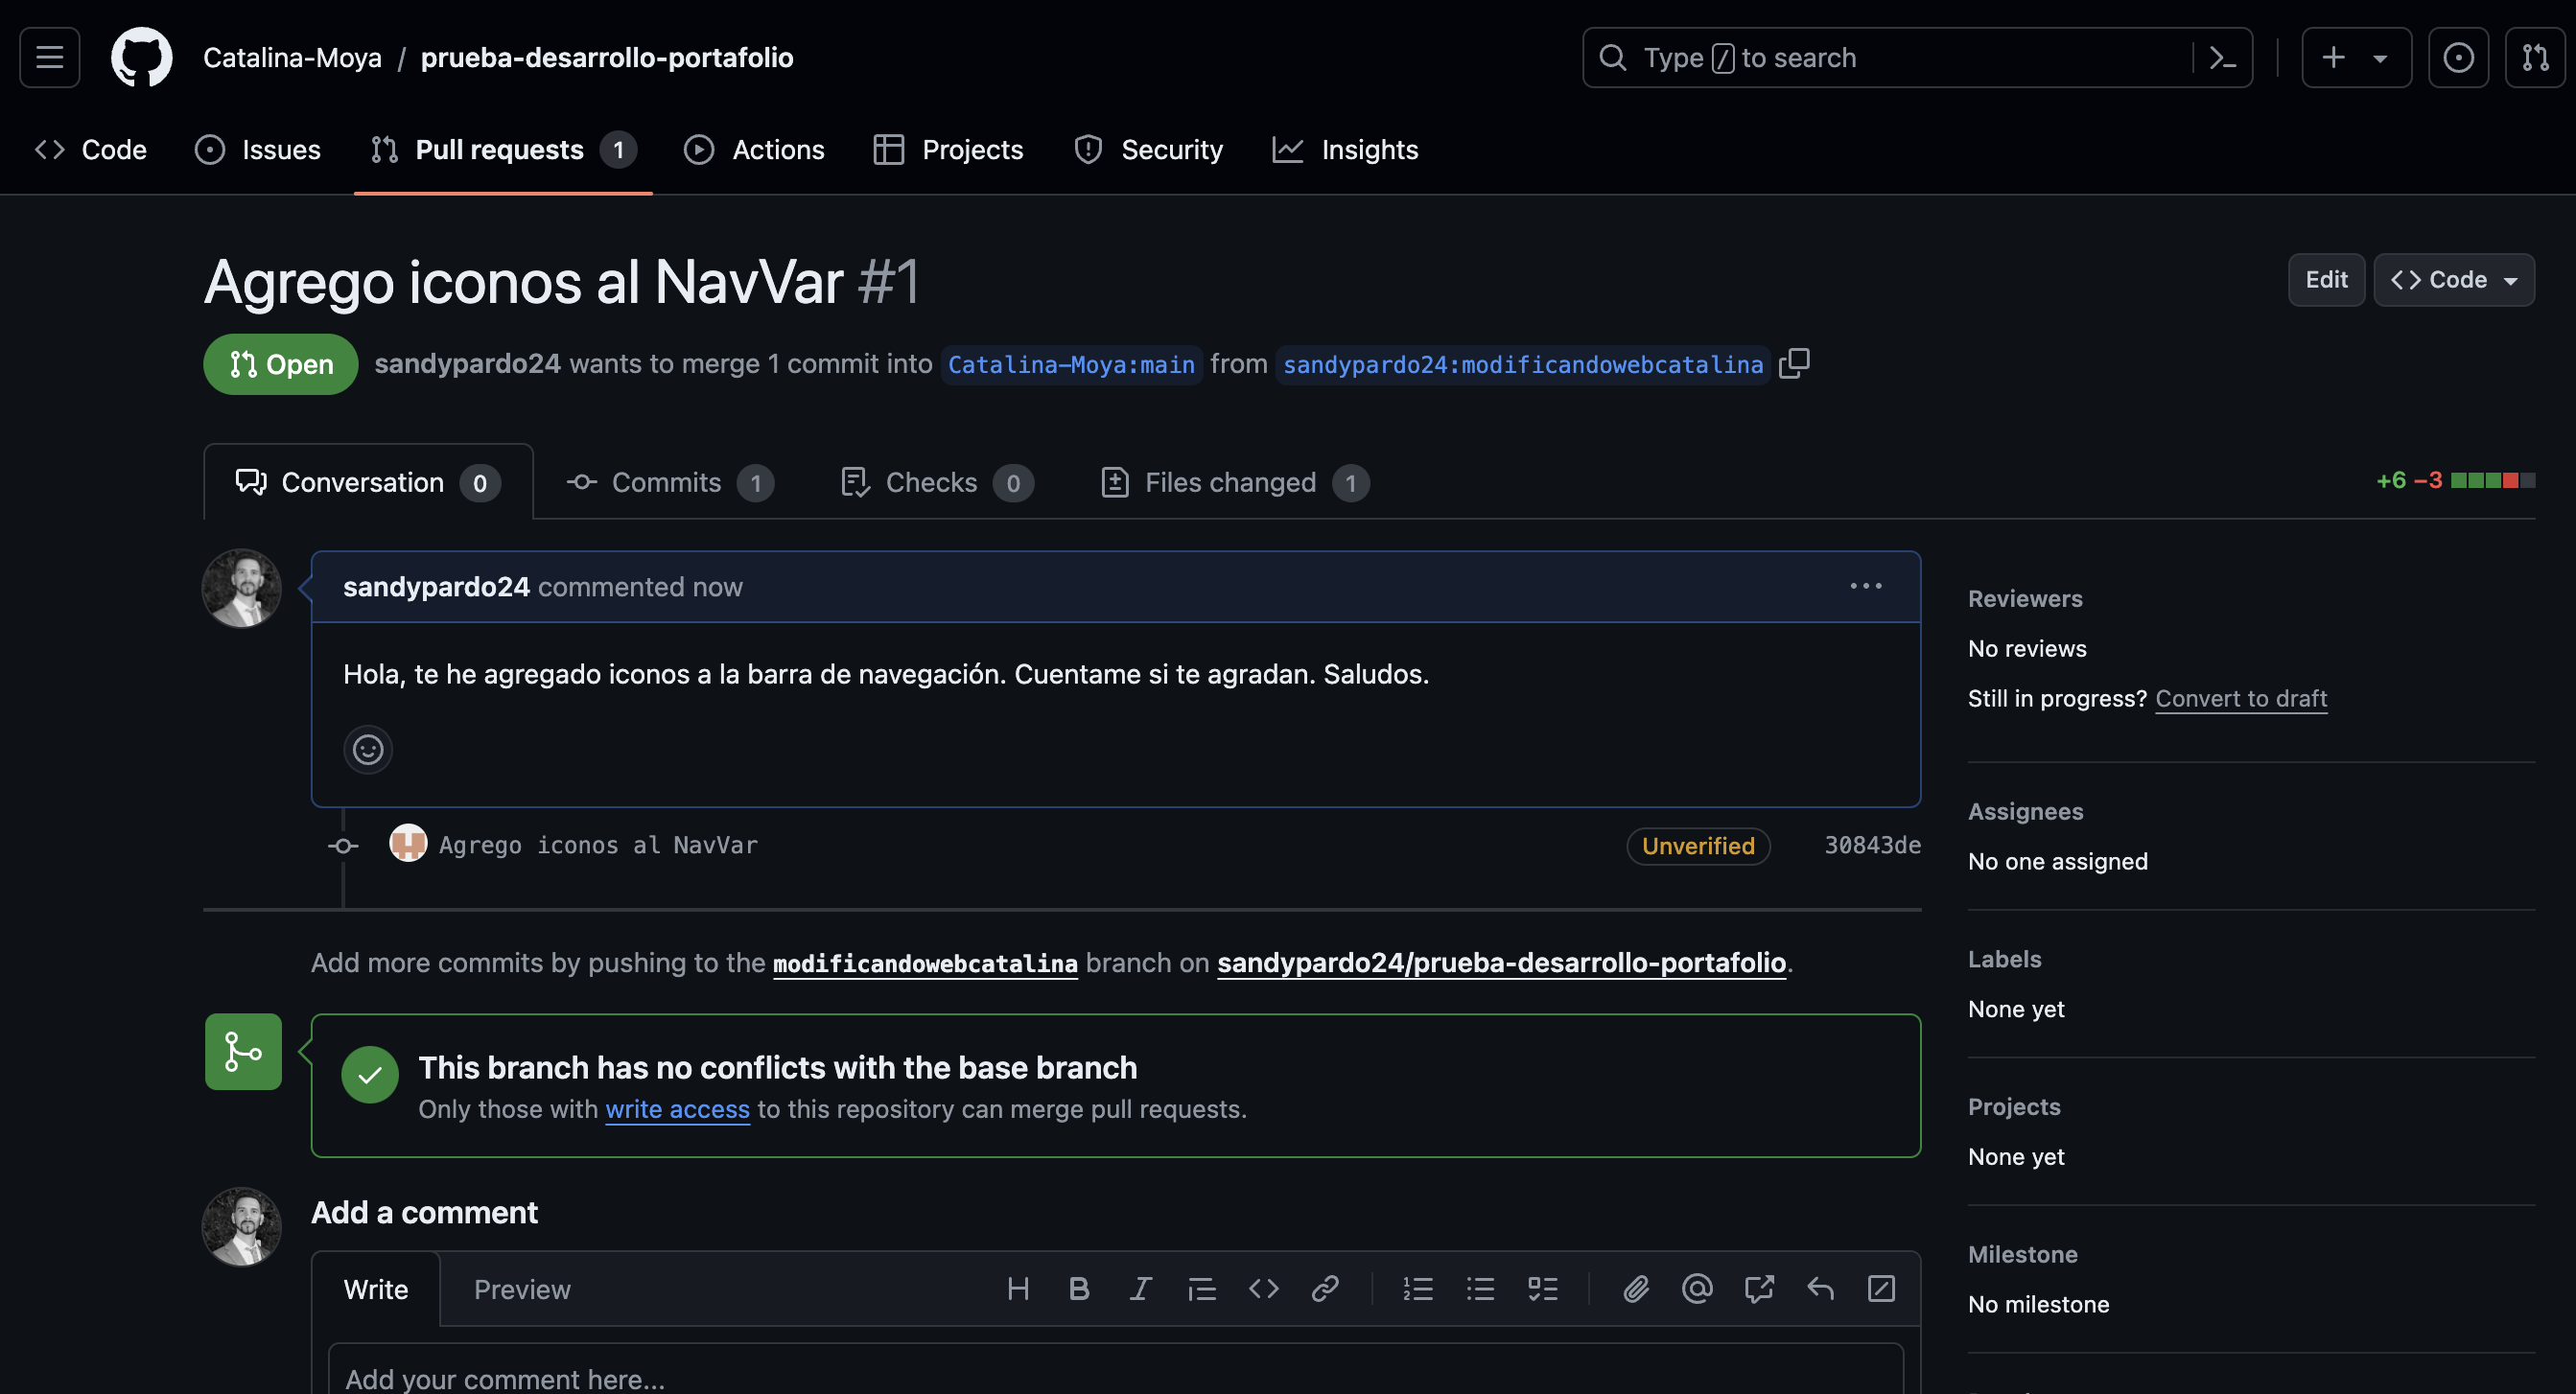 Catalina-Moya / prueba-desarrollo-portafolio
Type / to search
Code
Issues
Pull requests 1
Actions
Projects
Security
Insights
Agrego iconos al NavVar #1
Edit
Code
Open
sandypardo24 wants to merge 1 commit into Catalina-Moya:main from sandypardo24:modificandowebcatalina
Conversation 0
Commits 1
Checks 0
Files changed 1
+6 −3
sandypardo24 commented now
Hola, te he agregado iconos a la barra de navegación. Cuentame si te agradan. Saludos.
Agrego iconos al NavVar
Unverified
30843de
Add more commits by pushing to the modificandowebcatalina branch on sandypardo24/prueba-desarrollo-portafolio.
This branch has no conflicts with the base branch
Only those with write access to this repository can merge pull requests.
Add a comment
Write
Preview
Add your comment here...
Reviewers
No reviews
Still in progress? Convert to draft
Assignees
No one assigned
Labels
None yet
Projects
None yet
Milestone
No milestone